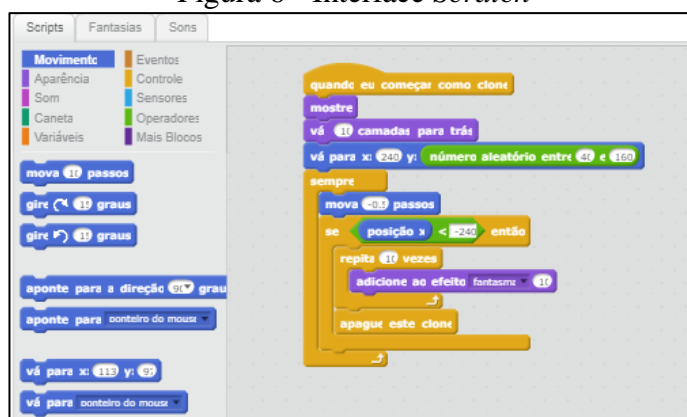 Figura 8 - Interface Scratch
Scripts Fantasias Sons
Movimento Eventos
Aparência Controle
Som Sensores
Caneta Operadores
Variáveis Mais Blocos
mova 10 passos
gire 15 graus
gire 15 graus
aponte para a direção 90 grau
aponte para ponteiro do mouse
vá para x: 113 y: 97
vá para ponteiro do mouse
quando eu começar como clone
mostre
vá 10 camadas para trás
vá para x: 240 y: número aleatório entre 40 e 160
sempre
mova -0.5 passos
se posição x < -240 então
repita 10 vezes
adicione ao efeito fantasma 10
apague este clone